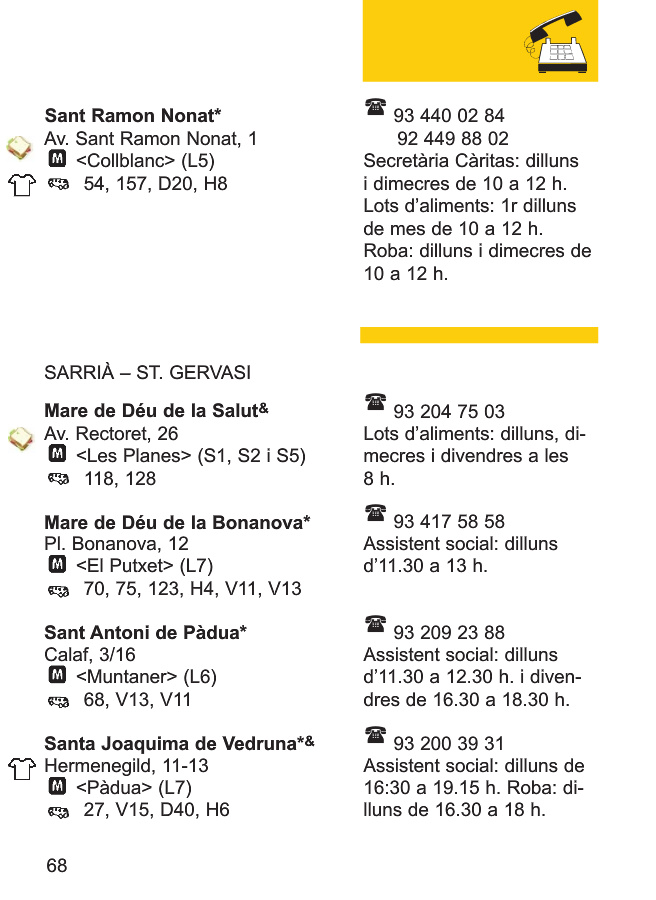 Sant Ramon Nonat*
Av. Sant Ramon Nonat, 1
M <Collblanc> (L5)
54, 157, D20, H8
93 440 02 84
92 449 88 02
Secretària Càritas: dilluns
i dimecres de 10 a 12 h.
Lots d’aliments: 1r dilluns
de mes de 10 a 12 h.
Roba: dilluns i dimecres de
10 a 12 h.
SARRIÀ – ST. GERVASI
Mare de Déu de la Salut&
Av. Rectoret, 26
M <Les Planes> (S1, S2 i S5)
118, 128
93 204 75 03
Lots d’aliments: dilluns, di-
mecres i divendres a les
8 h.
Mare de Déu de la Bonanova*
Pl. Bonanova, 12
M <El Putxet> (L7)
70, 75, 123, H4, V11, V13
93 417 58 58
Assistent social: dilluns
d’11.30 a 13 h.
Sant Antoni de Pàdua*
Calaf, 3/16
M <Muntaner> (L6)
68, V13, V11
93 209 23 88
Assistent social: dilluns
d’11.30 a 12.30 h. i diven-
dres de 16.30 a 18.30 h.
Santa Joaquima de Vedruna*&
Hermenegild, 11-13
M <Pàdua> (L7)
27, V15, D40, H6
93 200 39 31
Assistent social: dilluns de
16:30 a 19.15 h. Roba: di-
lluns de 16.30 a 18 h.
68